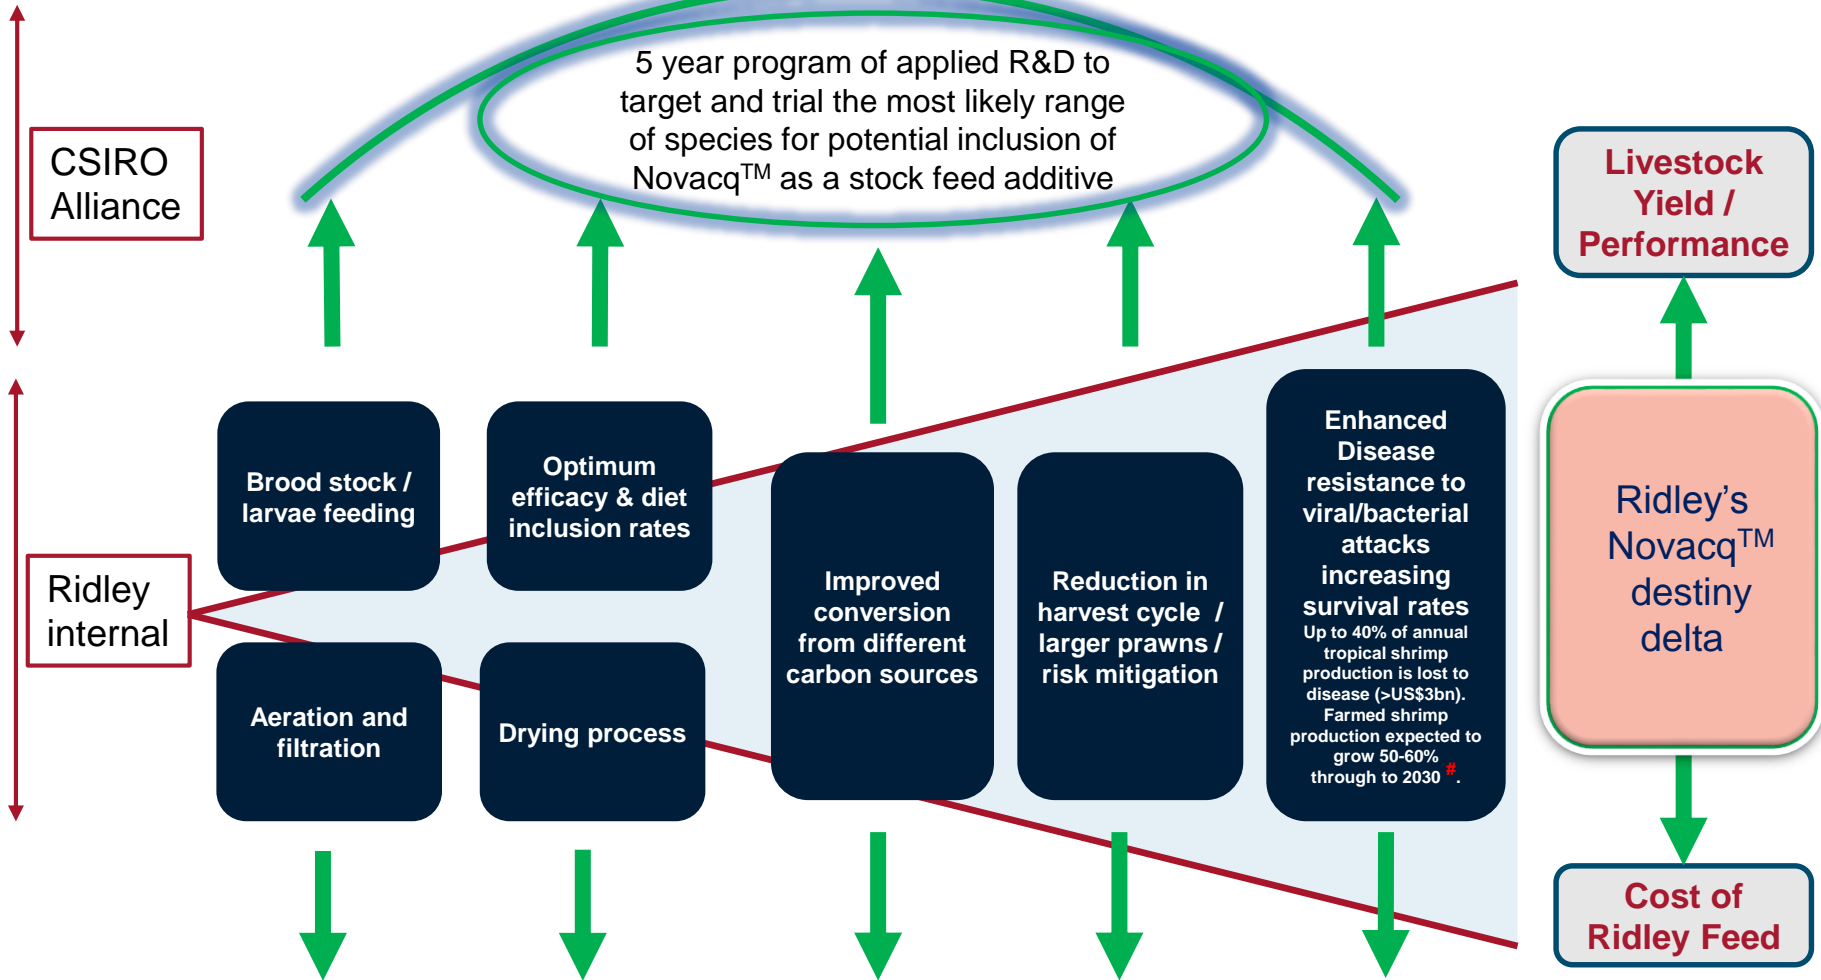 5 year program of applied R&D to
target and trial the most likely range
of species for potential inclusion of
Novacq™ as a stock feed additive
CSIRO
Alliance
Livestock
Yield /
Performance
Ridley
internal
Brood stock /
larvae feeding
Optimum
efficacy & diet
inclusion rates
Aeration and
filtration
Drying process
Improved
conversion
from different
carbon sources
Reduction in
harvest cycle /
larger prawns /
risk mitigation
Enhanced
Disease
resistance to
viral/bacterial
attacks
increasing
survival rates
Up to 40% of annual
tropical shrimp
production is lost to
disease (>US$3bn).
Farmed shrimp
production expected to
grow 50-60%
through to 2030 #.
Ridley's
Novacq™
destiny
delta
Cost of
Ridley Feed